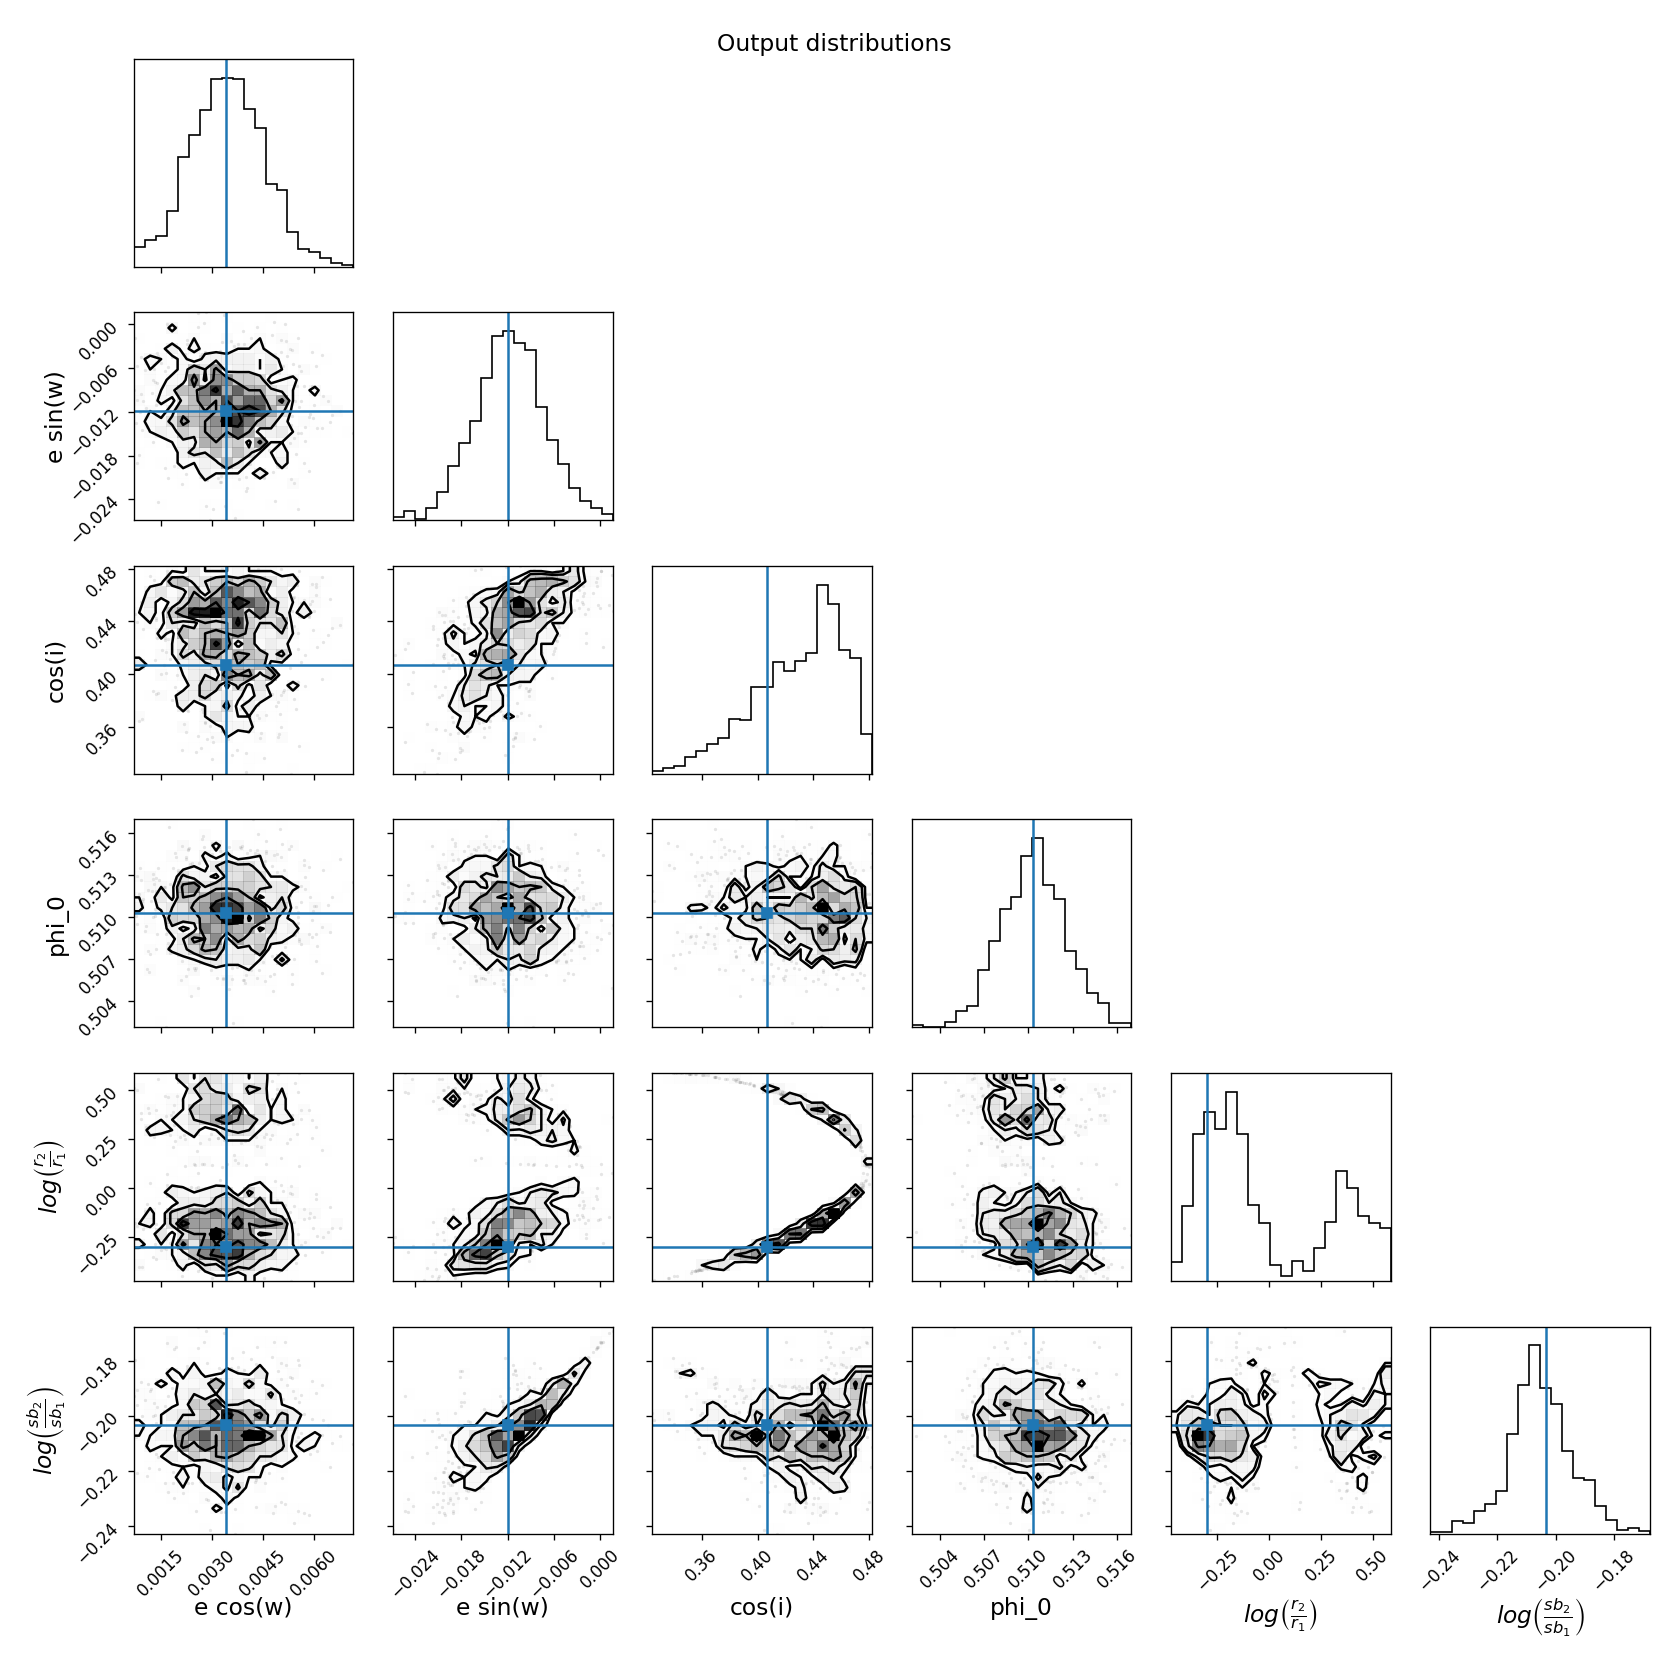 Output distributions
0.000
−0.006
−0.012
−0.018
−0.024
e sin(w)
0.48
0.44
0.40
0.36
cos(i)
0.516
0.513
0.510
0.507
0.504
phi_0
0.50
0.25
0.00
−0.25
log(r₂/r₁)
−0.18
−0.20
−0.22
−0.24
log(sb₂/sb₁)
0.0015 0.0030 0.0045 0.0060 −0.024 −0.018 −0.012 −0.006 0.000 0.36 0.40 0.44 0.48 0.504 0.507 0.510 0.513 0.516 −0.25 0.00 0.25 0.50 −0.24 −0.22 −0.20 −0.18
e cos(w) e sin(w) cos(i) phi_0 log(r₂/r₁) log(sb₂/sb₁)